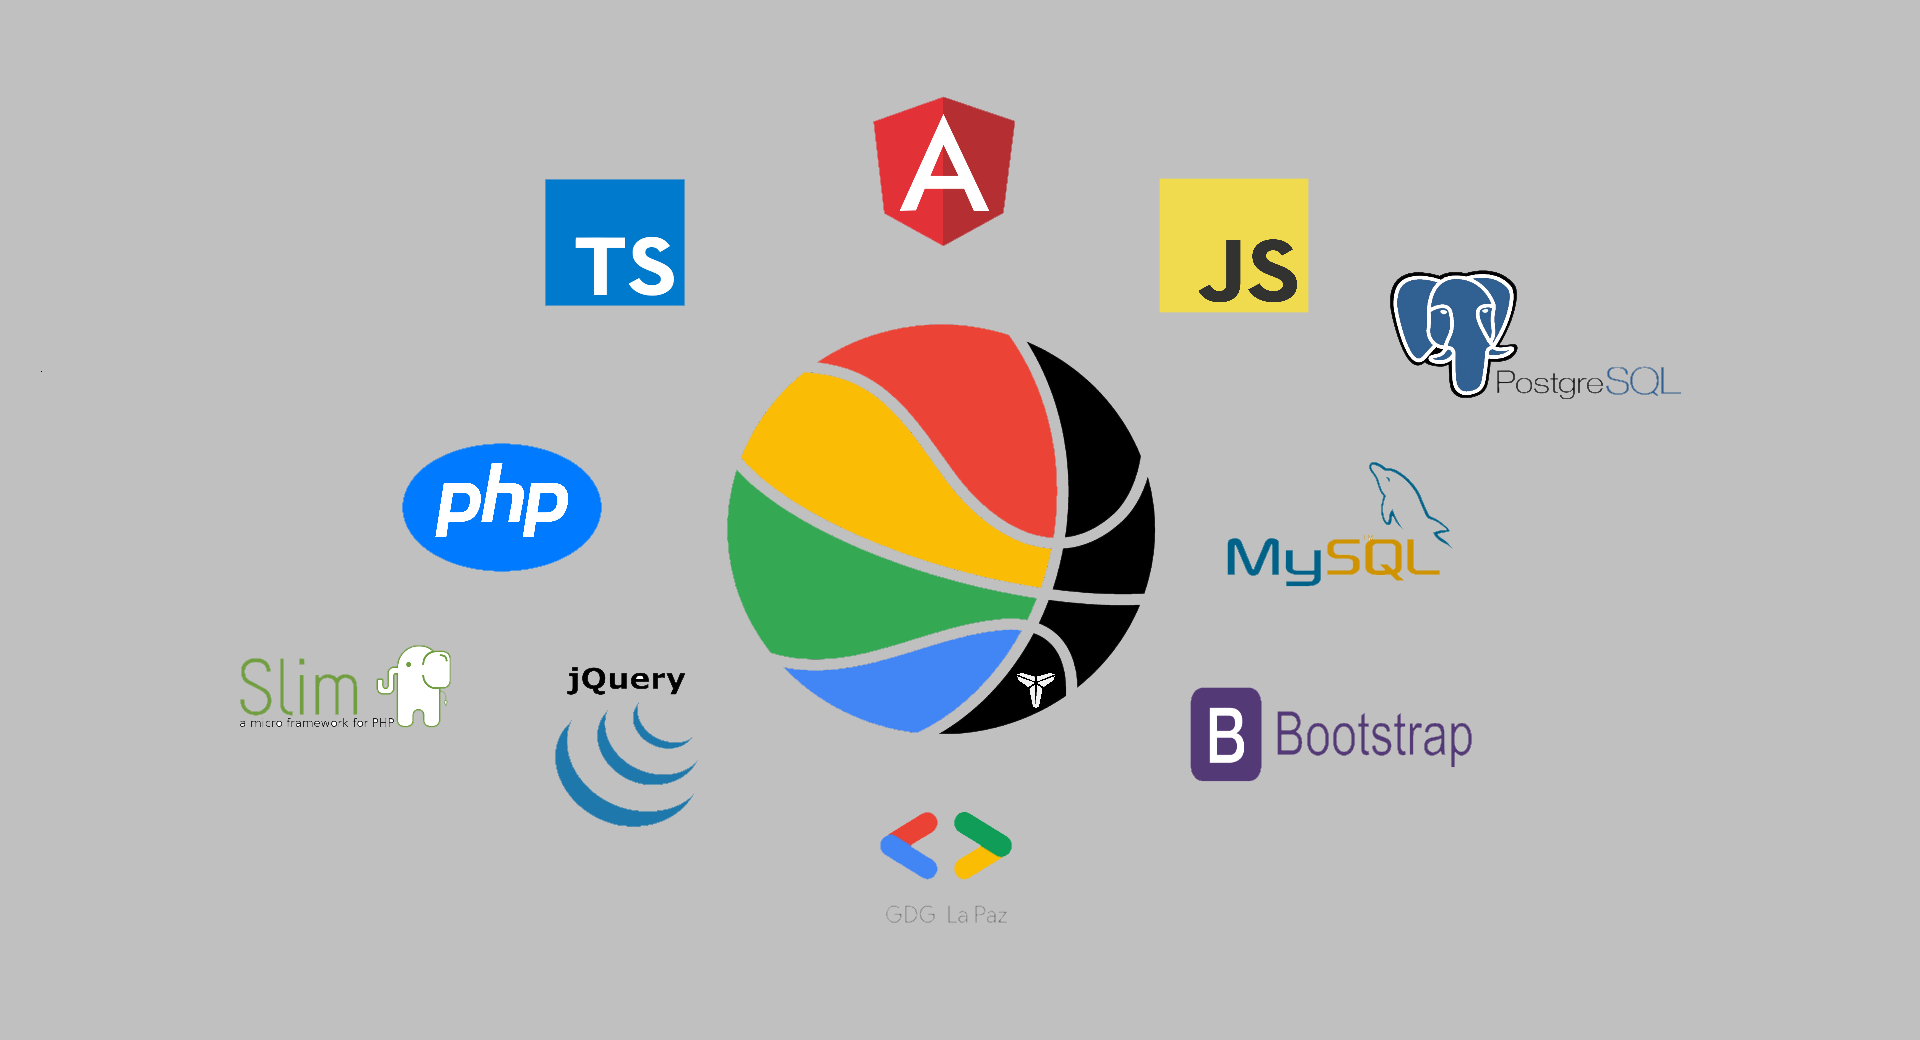 A
TS
JS
PostgreSQL
php
MySQL
Slim
a micro framework for PHP
jQuery
B Bootstrap
GDG La Paz